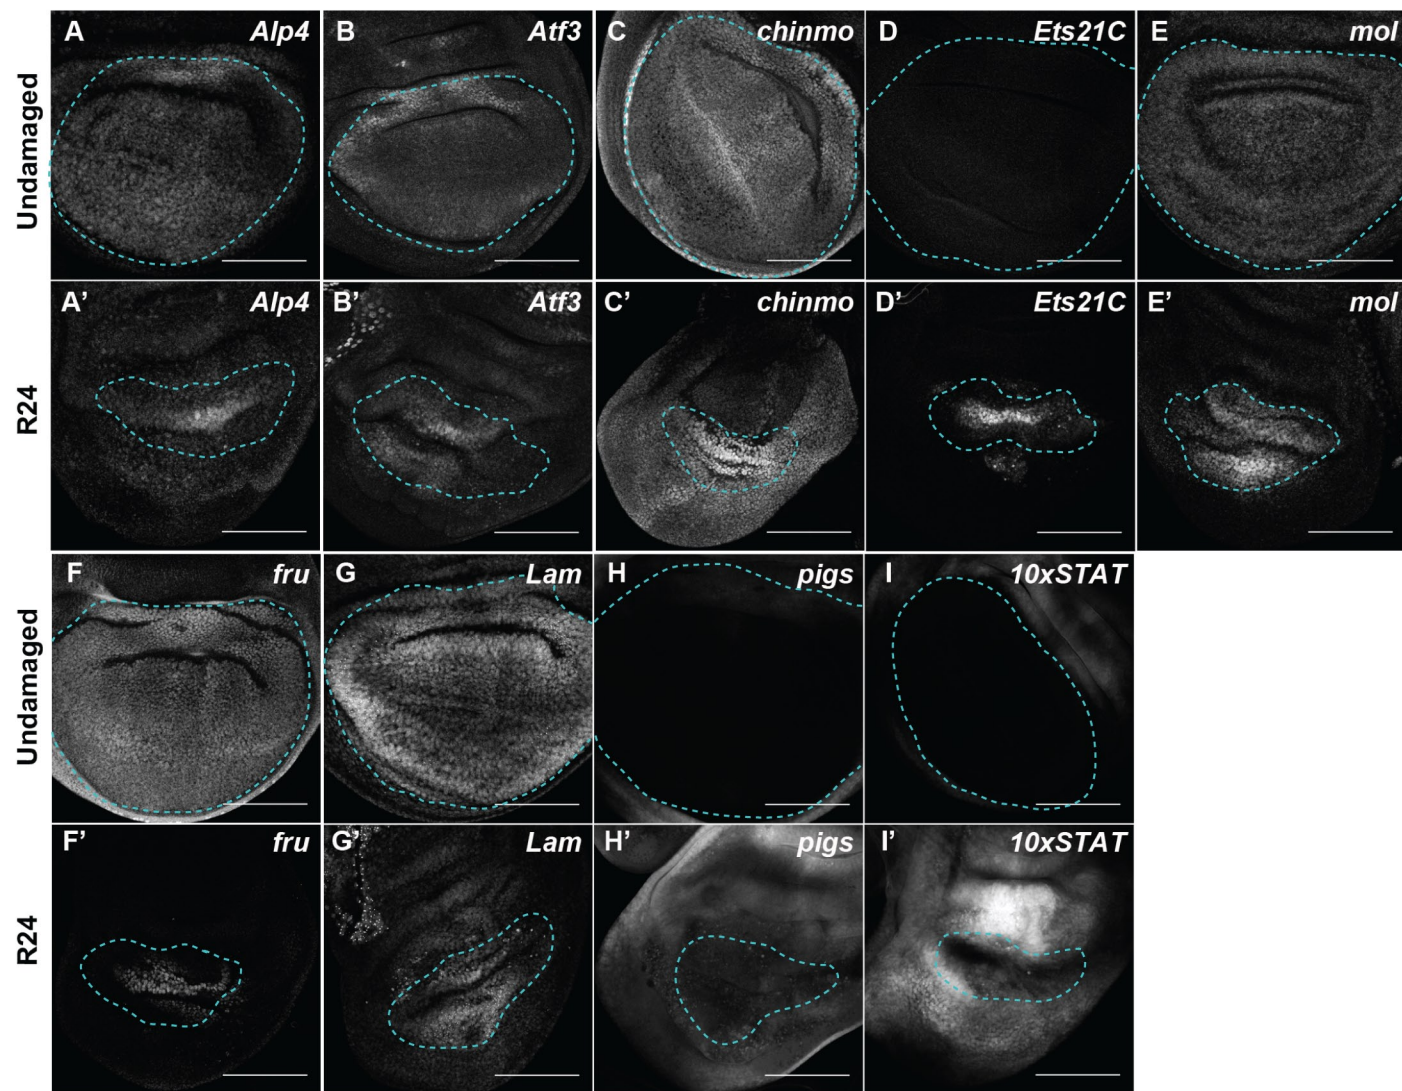 Undamaged
A Alp4
B Atf3
C chinmo
D Ets21C
E mol
R24
A' Alp4
B' Atf3
C' chinmo
D' Ets21C
E' mol
Undamaged
F fru
G Lam
H pigs
I 10xSTAT
R24
F' fru
G' Lam
H' pigs
I' 10xSTAT